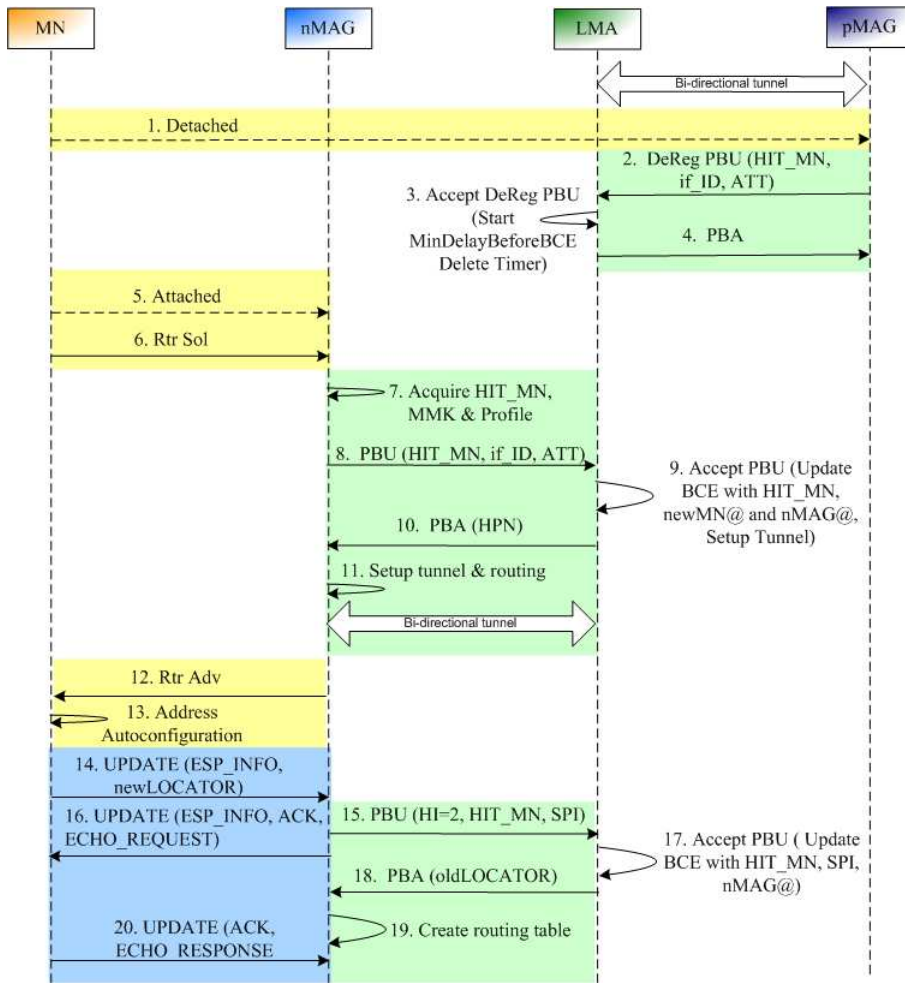 MN
nMAG
LMA
pMAG
Bi-directional tunnel
1. Detached
2. DeReg PBU (HIT_MN,
if_ID, ATT)
3. Accept DeReg PBU
(Start
MinDelayBeforeBCE
Delete Timer)
4. PBA
5. Attached
6. Rtr Sol
7. Acquire HIT_MN,
MMK & Profile
8. PBU (HIT_MN, if_ID, ATT)
9. Accept PBU (Update
BCE with HIT_MN,
newMN@ and nMAG@,
Setup Tunnel)
10. PBA (HPN)
11. Setup tunnel & routing
Bi-directional tunnel
12. Rtr Adv
13. Address
Autoconfiguration
14. UPDATE (ESP_INFO,
newLOCATOR)
16. UPDATE (ESP_INFO, ACK,
ECHO_REQUEST)
15. PBU (HI=2, HIT_MN, SPI)
17. Accept PBU ( Update
BCE with HIT_MN, SPI,
nMAG@)
18. PBA (oldLOCATOR)
19. Create routing table
20. UPDATE (ACK,
ECHO_RESPONSE